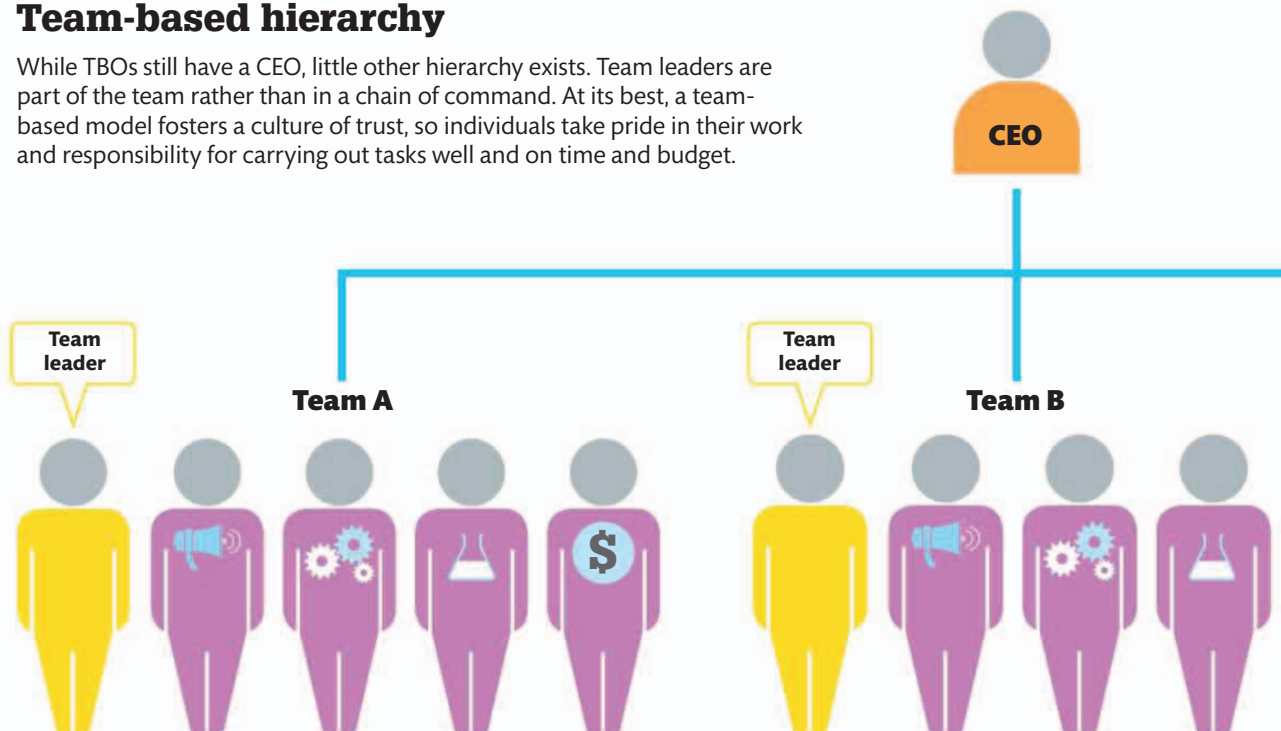 Team-based hierarchy
While TBOs still have a CEO, little other hierarchy exists. Team leaders are
part of the team rather than in a chain of command. At its best, a team-
based model fosters a culture of trust, so individuals take pride in their work
and responsibility for carrying out tasks well and on time and budget.
CEO
Team
leader
Team A
Team
leader
Team B
$